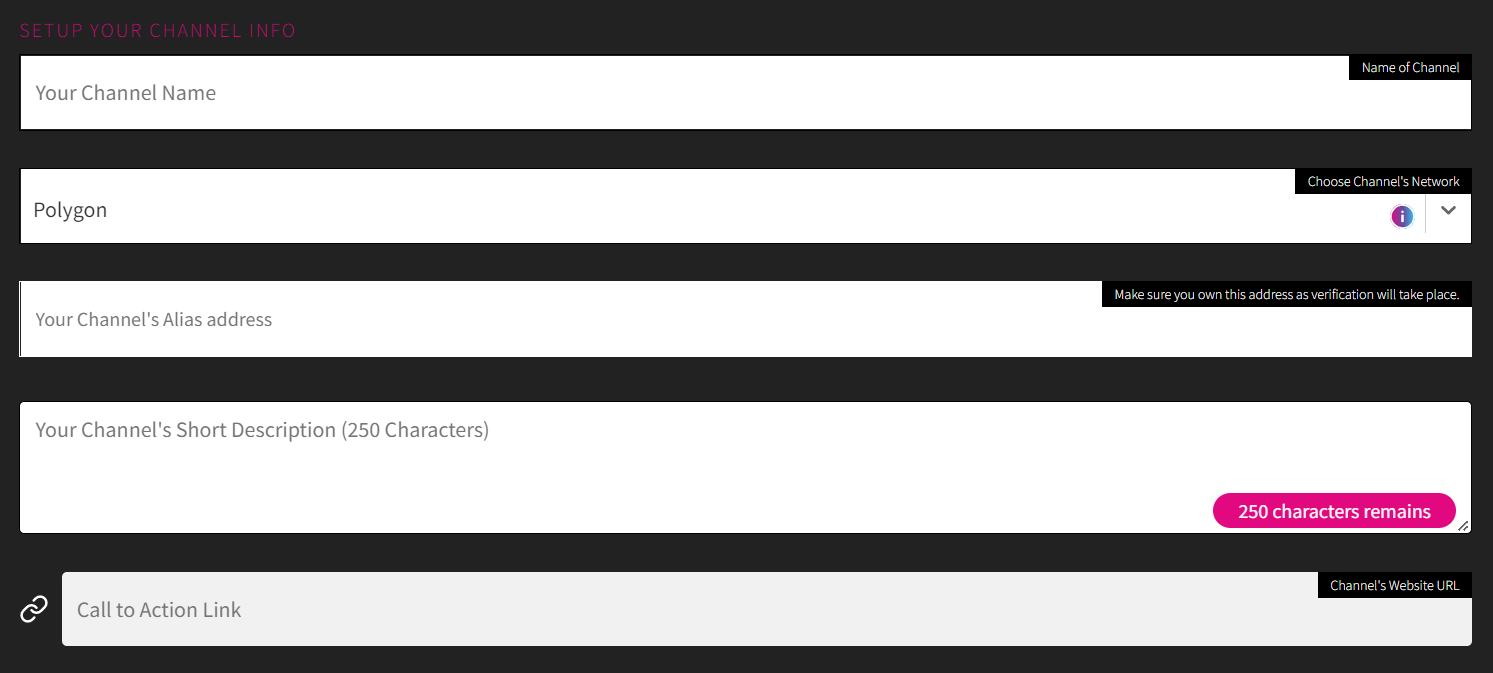 SETUP YOUR CHANNEL INFO
Name of Channel
Your Channel Name
Choose Channel's Network
Polygon
i
Make sure you own this address as verification will take place.
Your Channel's Alias address
Your Channel's Short Description (250 Characters)
250 characters remains
Channel's Website URL
Call to Action Link